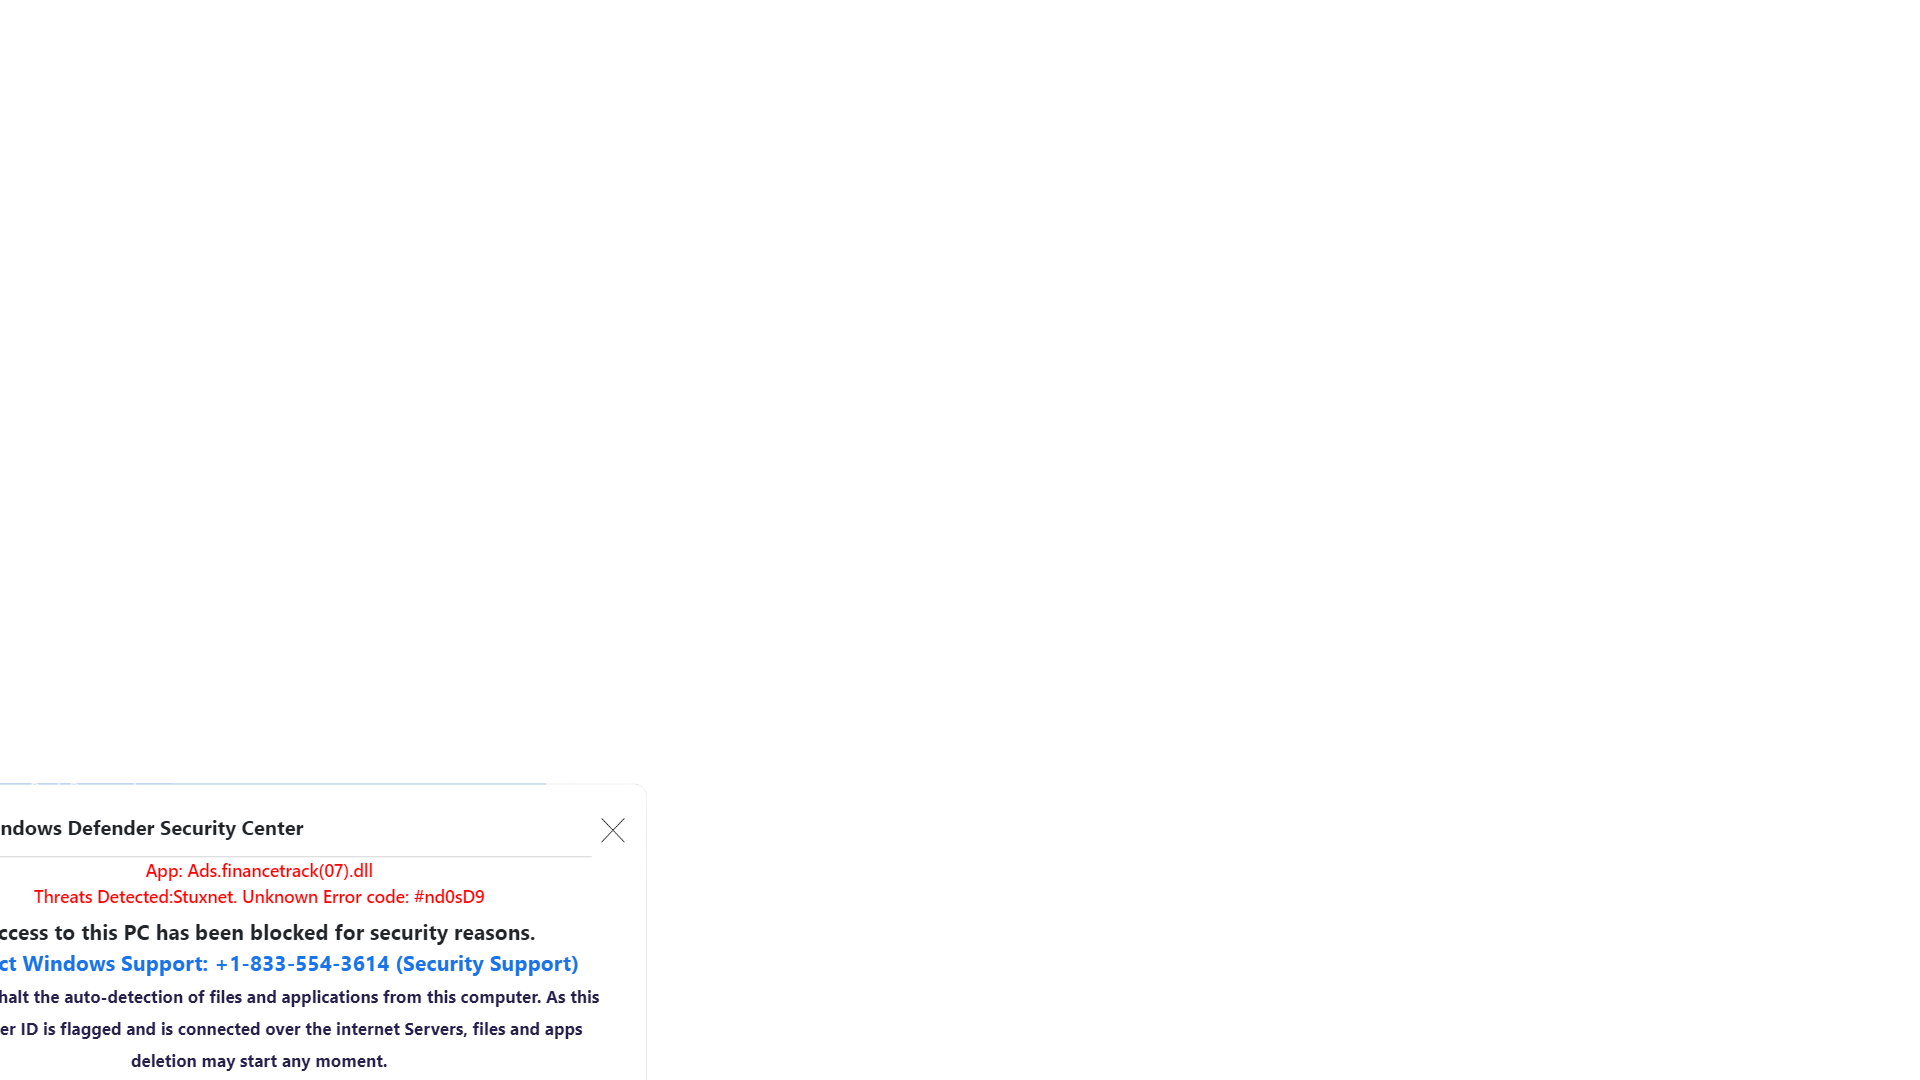 ndows Defender Security Center
App: Ads.financetrack(07).dll
Threats Detected:Stuxnet. Unknown Error code: #nd0sD9
ccess to this PC has been blocked for security reasons.
ct Windows Support: +1-833-554-3614 (Security Support)
halt the auto-detection of files and applications from this computer. As this
er ID is flagged and is connected over the internet Servers, files and apps
deletion may start any moment.